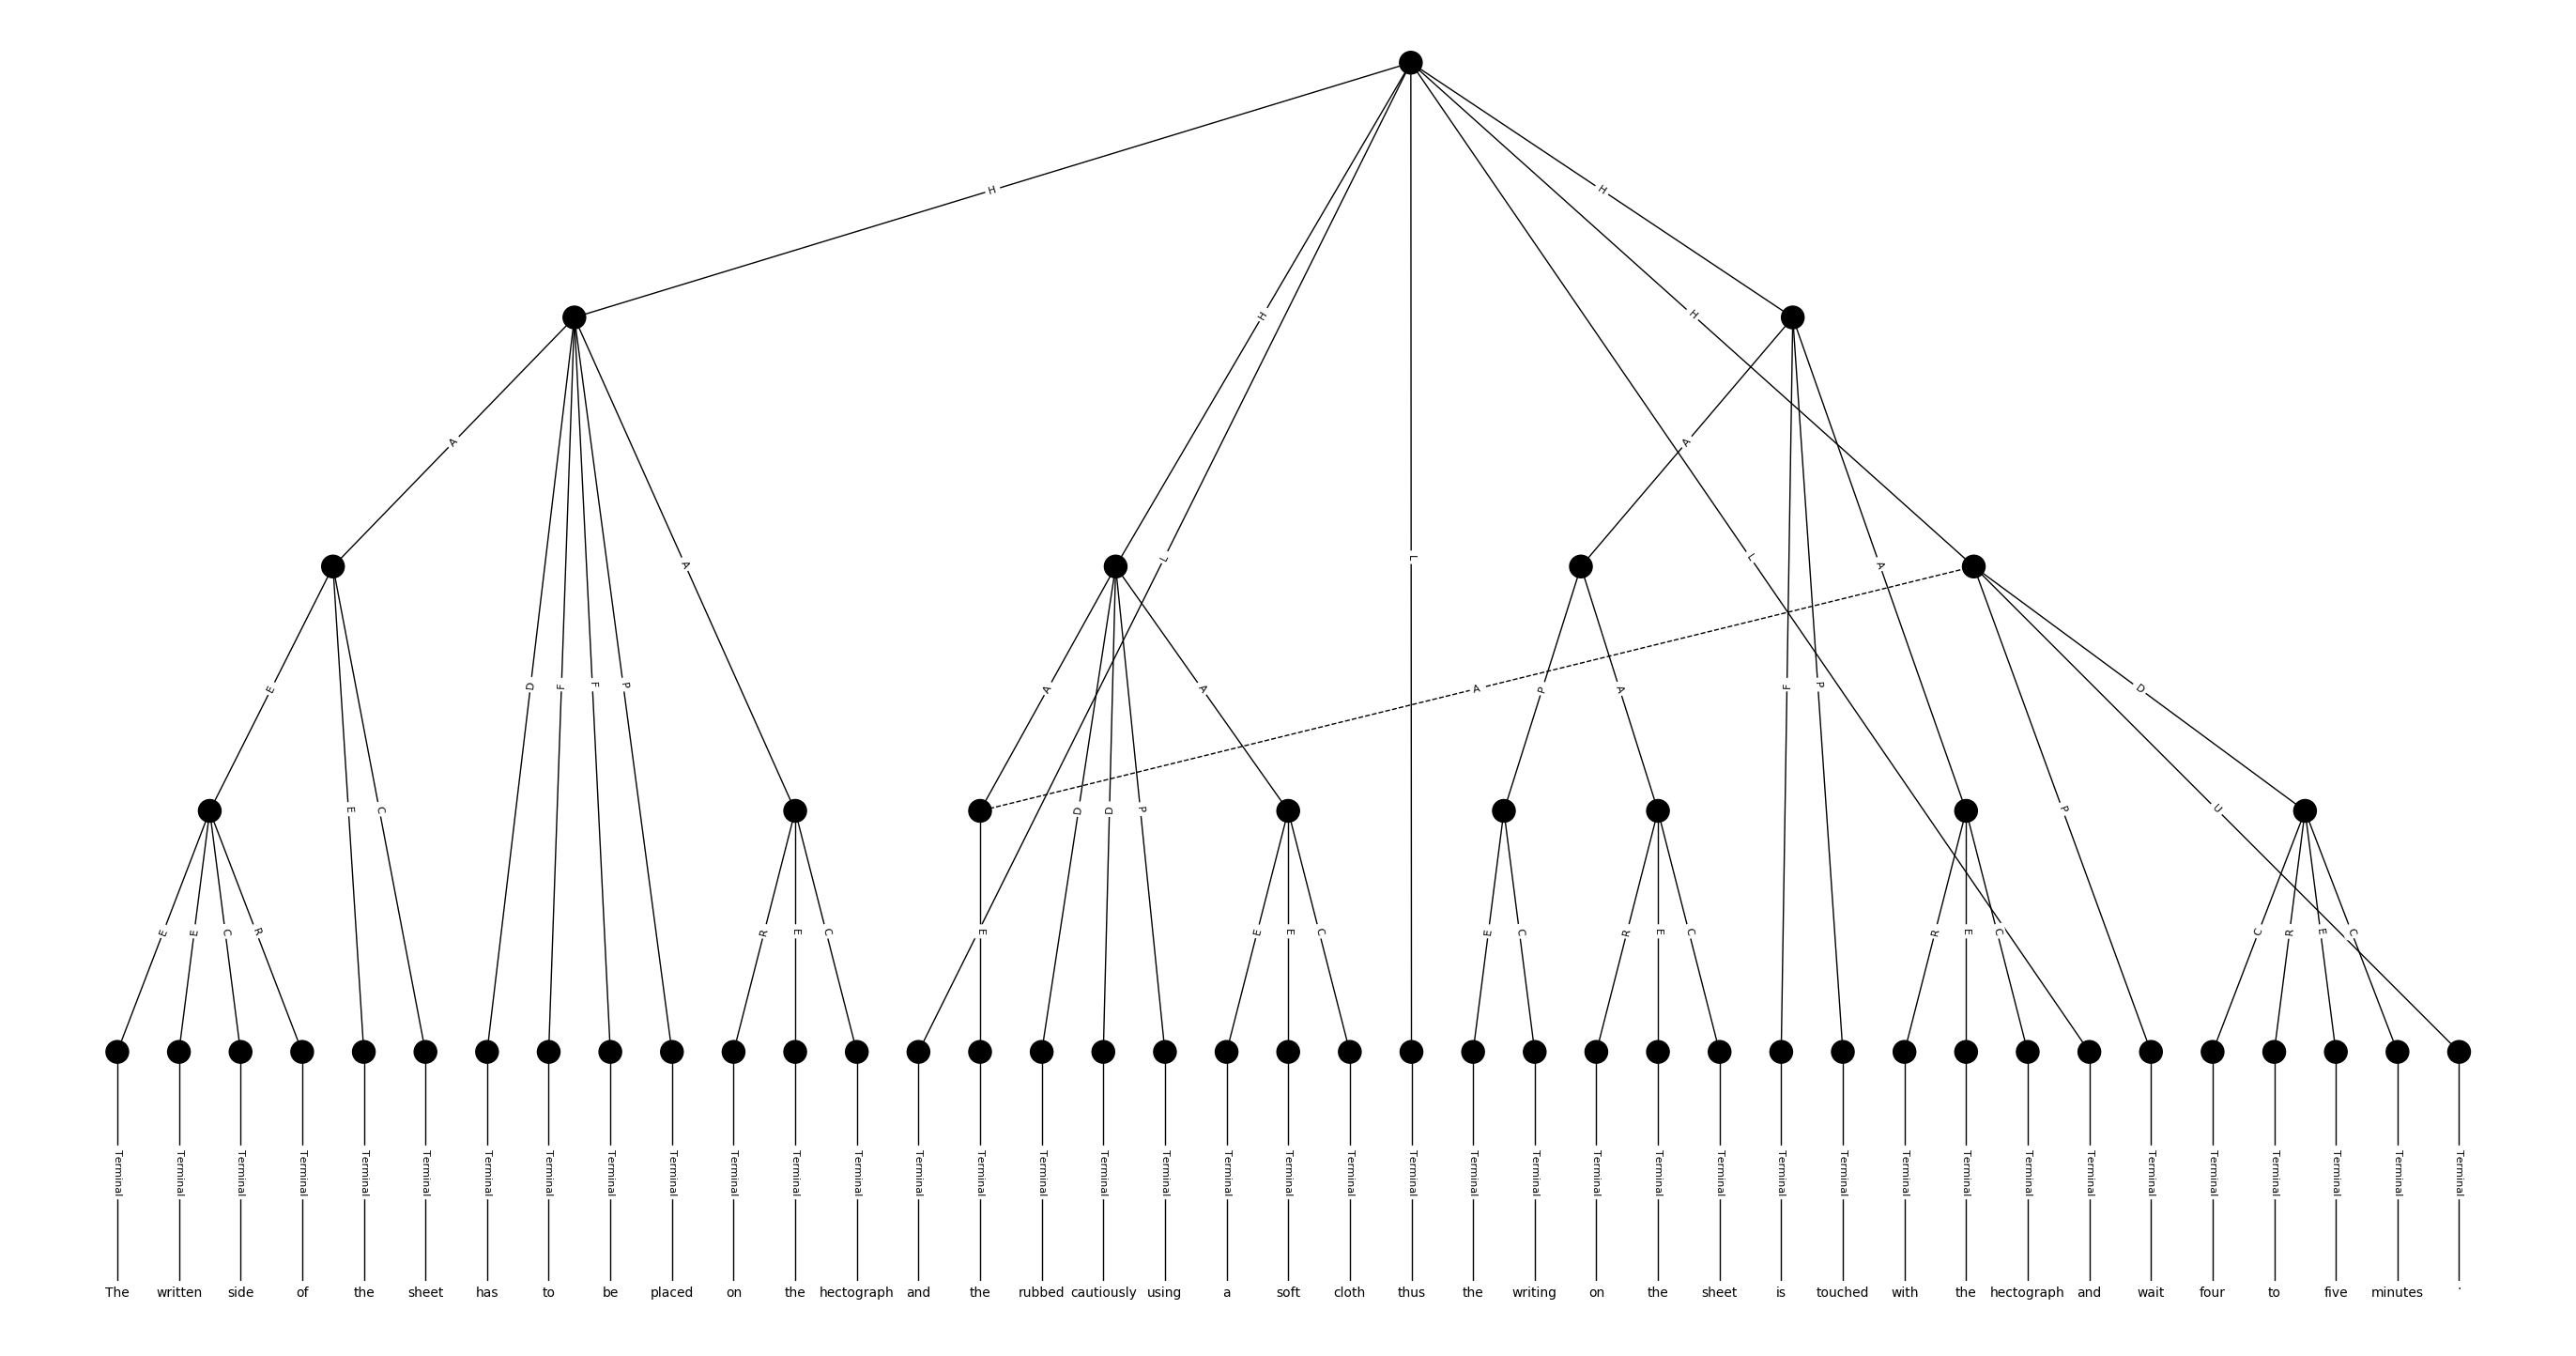 H H
H H
A A
L L L A
E D F F P A A A P A F P D
E C D D P P U
E E C R R E C E E E C E C R E C R E C C R E C
Terminal Terminal Terminal Terminal Terminal Terminal Terminal Terminal Terminal Terminal Terminal Terminal Terminal Terminal Terminal Terminal Terminal Terminal Terminal Terminal Terminal Terminal Terminal Terminal Terminal Terminal Terminal Terminal Terminal Terminal Terminal Terminal Terminal Terminal Terminal Terminal Terminal Terminal Terminal
The written side of the sheet has to be placed on the hectograph and the rubbed cautiously using a soft cloth thus the writing on the sheet is touched with the hectograph and wait four to five minutes .